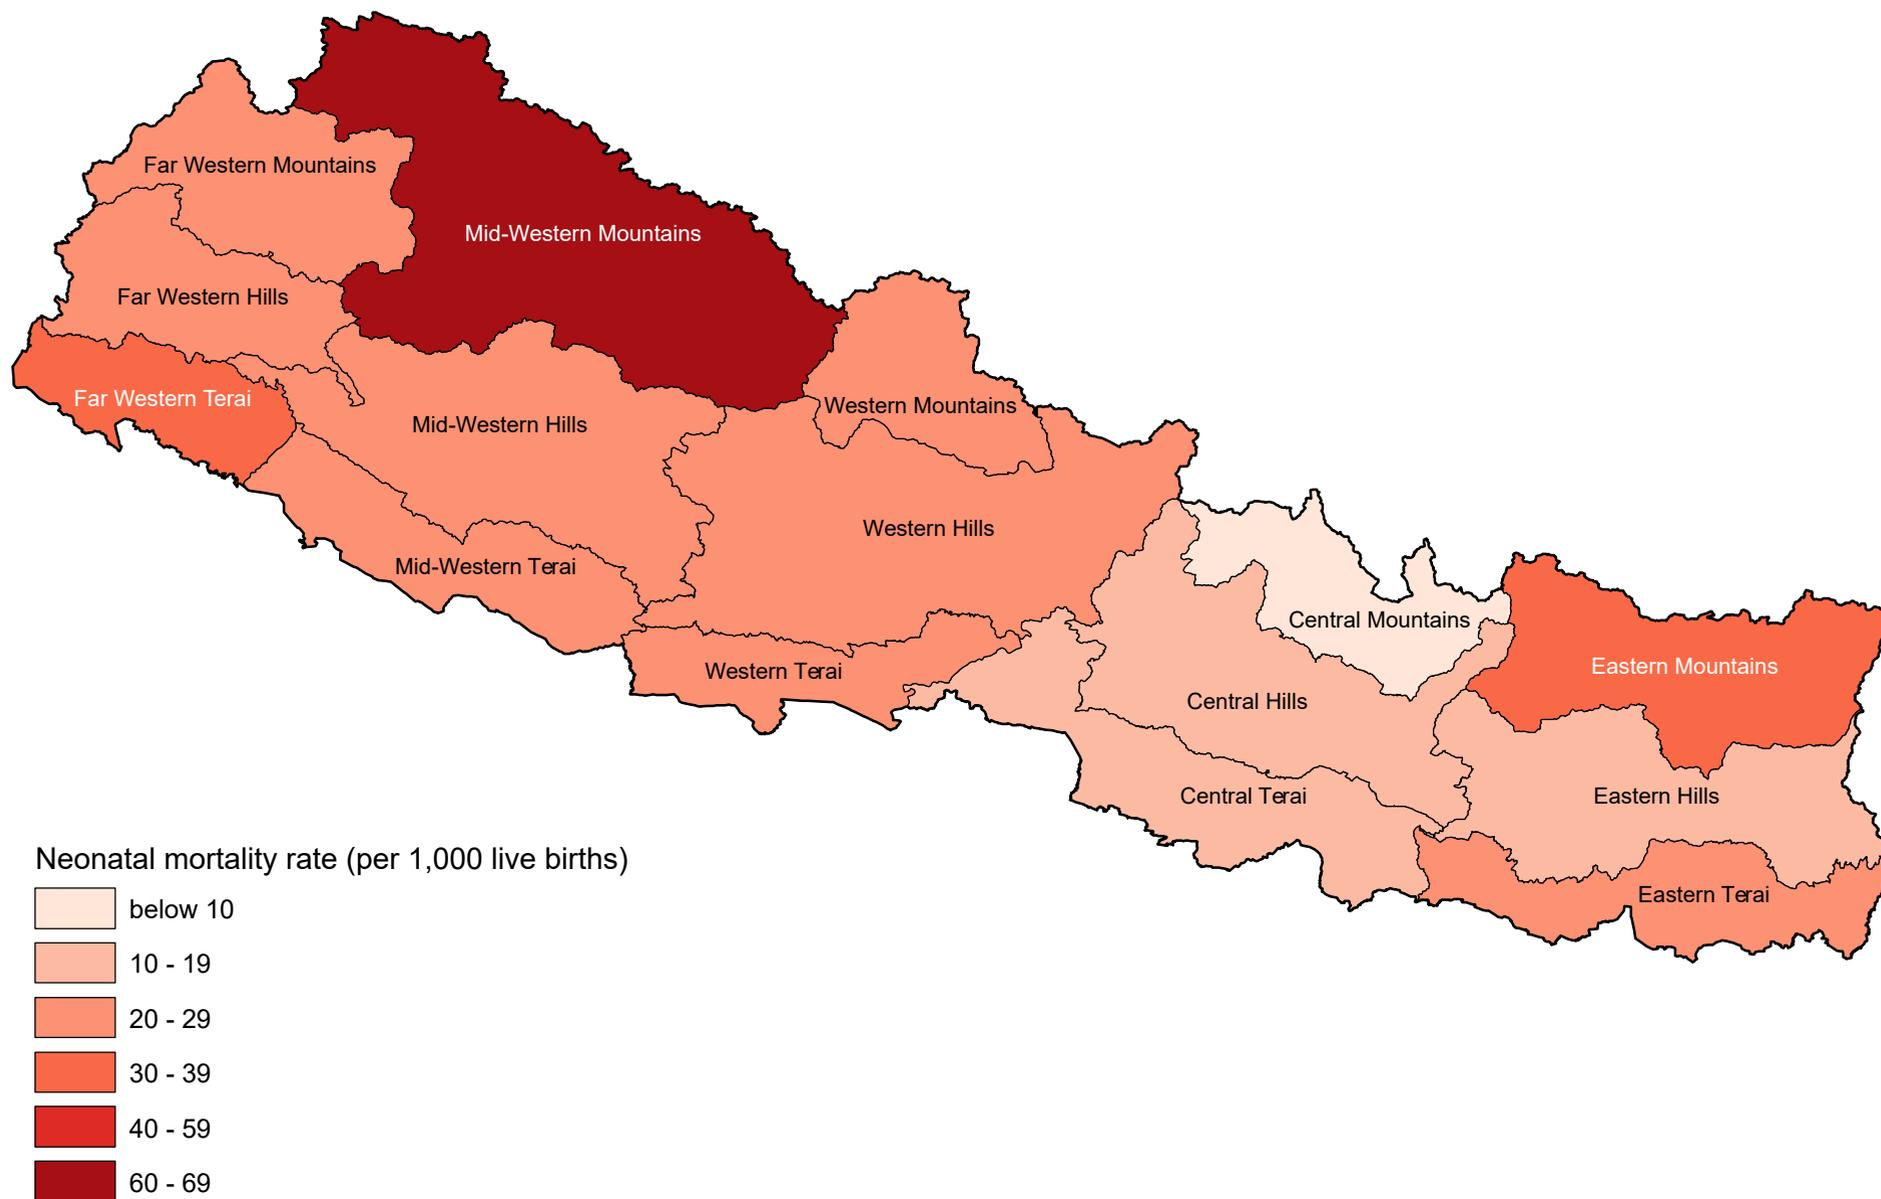 Far Western Mountains
Mid-Western Mountains
Far Western Hills
Far Western Terai
Western Mountains
Mid-Western Hills
Western Hills
Mid-Western Terai
Central Mountains
Western Terai
Eastern Mountains
Central Hills
Central Terai
Eastern Hills
Eastern Terai
Neonatal mortality rate (per 1,000 live births)
below 10
10 - 19
20 - 29
30 - 39
40 - 59
60 - 69